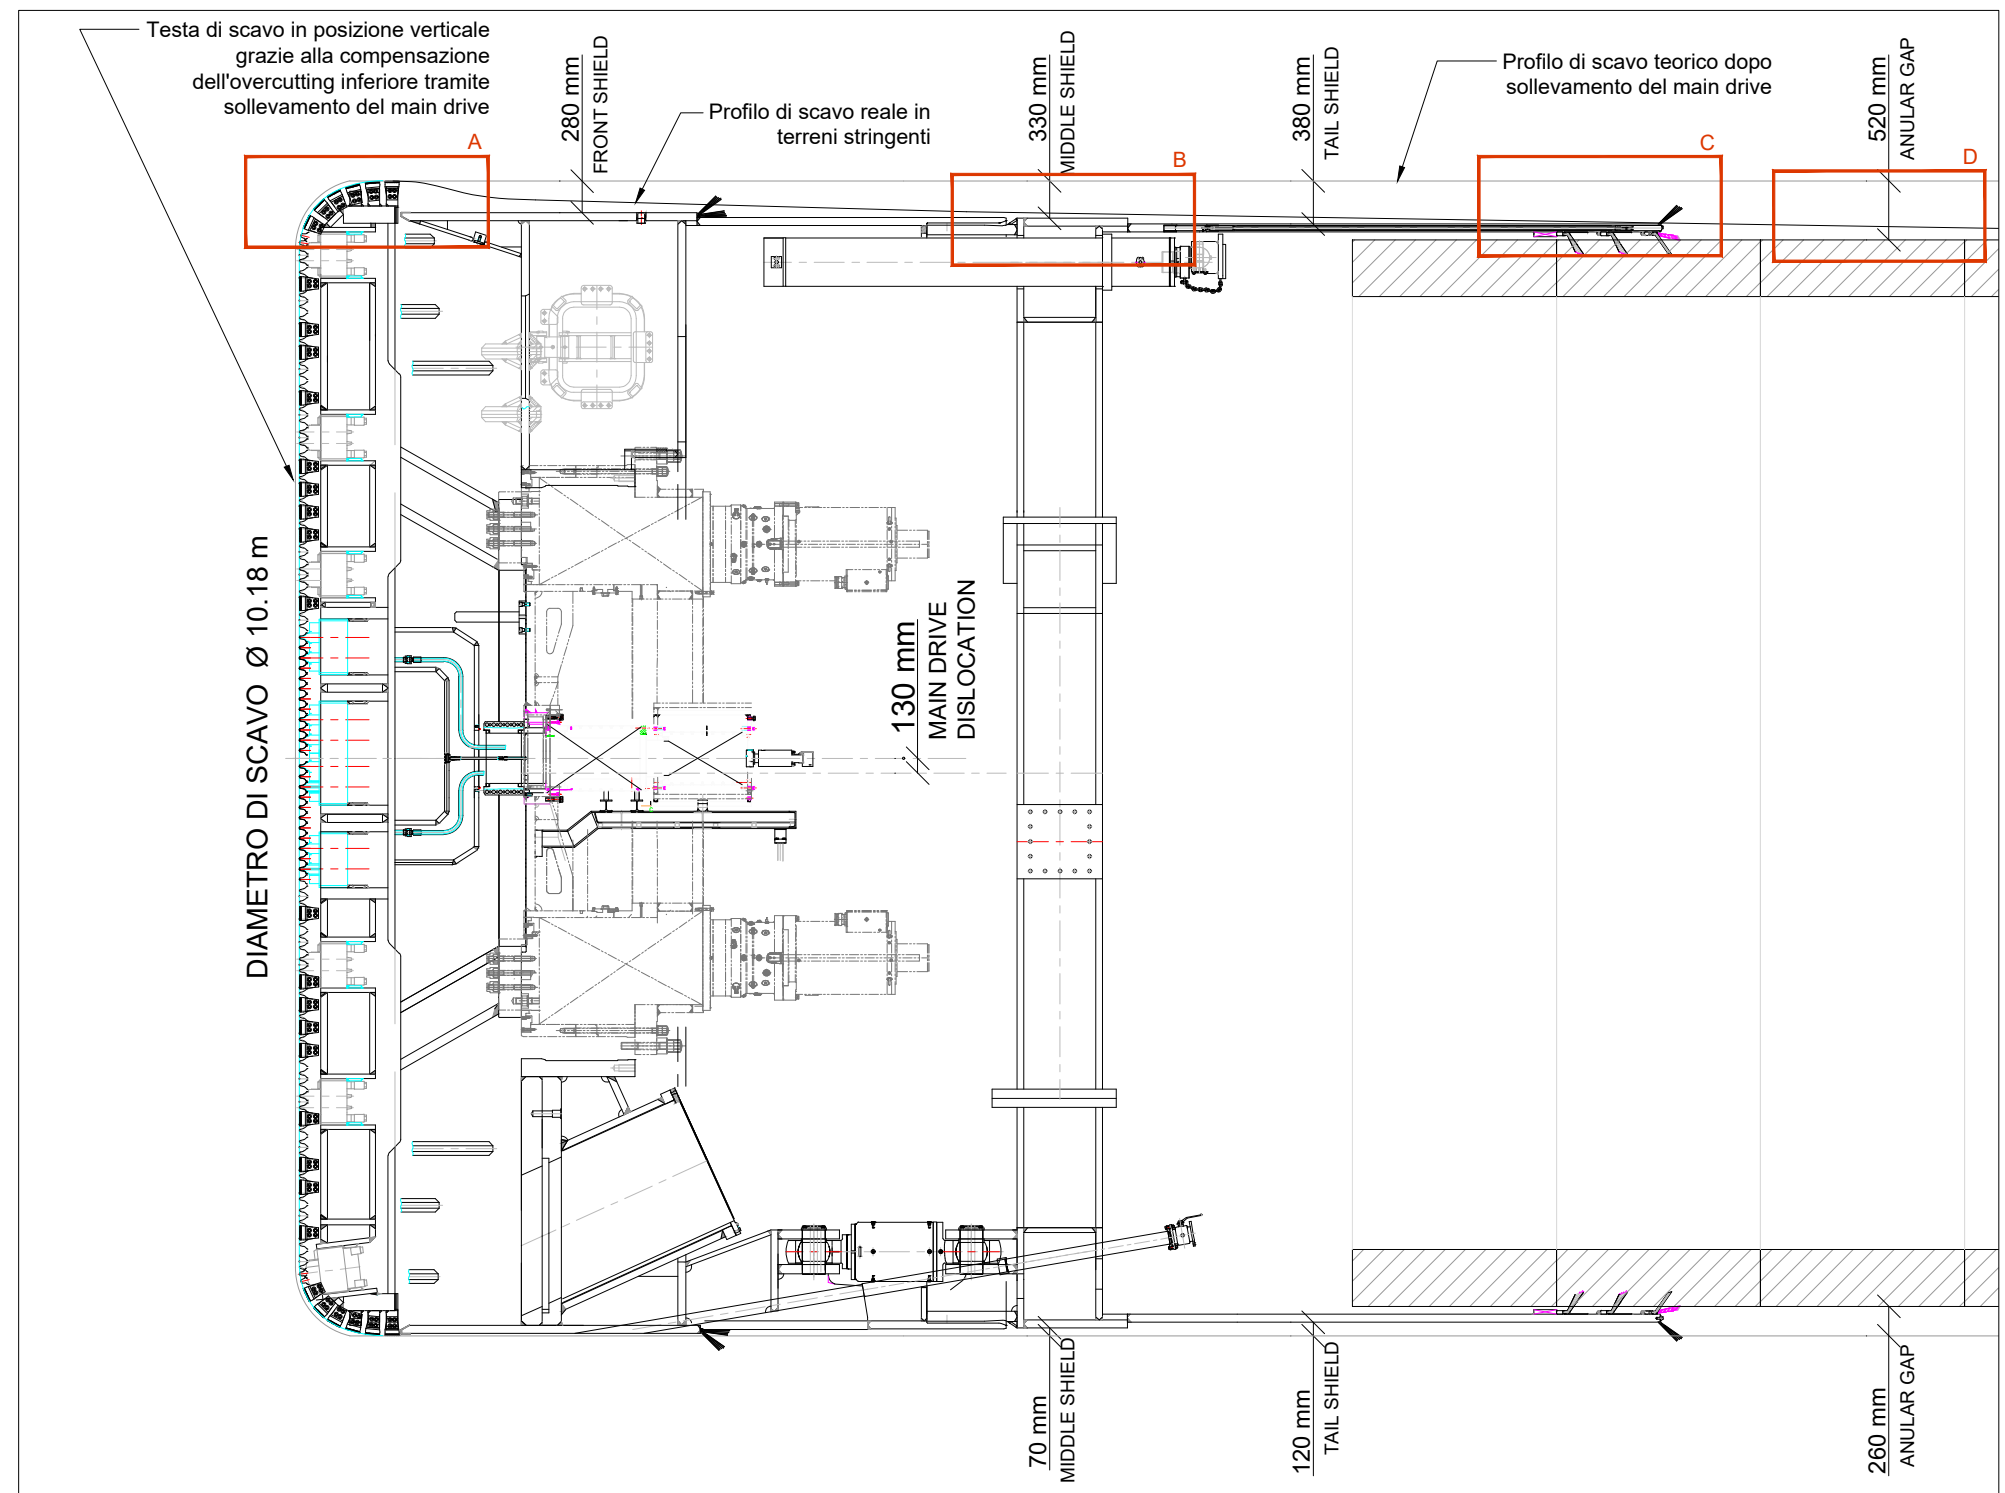 Testa di scavo in posizione verticale
grazie alla compensazione
dell'overcutting inferiore tramite
sollevamento del main drive
280 mm
FRONT SHIELD
Profilo di scavo reale in
terreni stringenti
330 mm
MIDDLE SHIELD
380 mm
TAIL SHIELD
Profilo di scavo teorico dopo
sollevamento del main drive
520 mm
ANULAR GAP
A
B
C
D
DIAMETRO DI SCAVO Ø 10.18 m
130 mm
MAIN DRIVE
DISLOCATION
70 mm
MIDDLE SHIELD
120 mm
TAIL SHIELD
260 mm
ANULAR GAP